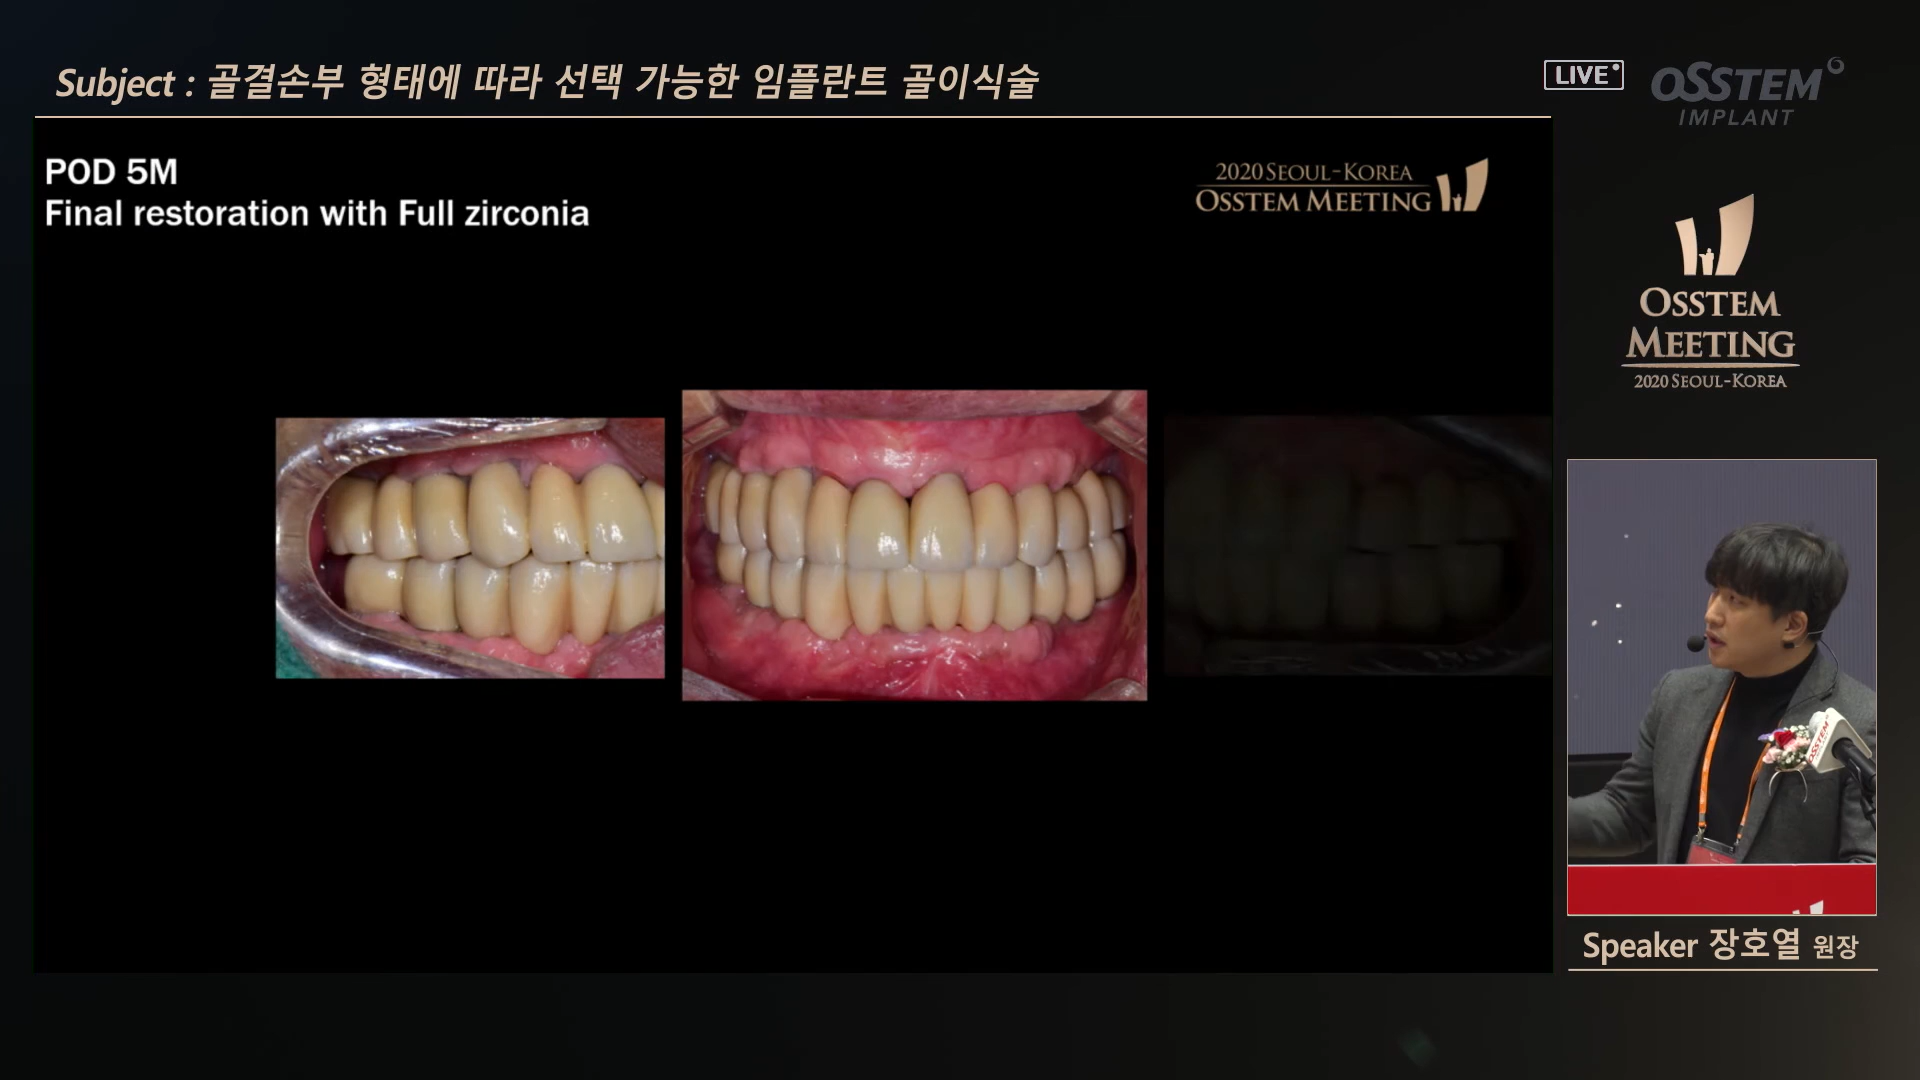 Subject : 골결손부 형태에 따라 선택 가능한 임플란트 골이식술
LIVE
OSSTEM
IMPLANT
POD 5M
Final restoration with Full zirconia
2020 SEOUL-KOREA
OSSTEM MEETING
OSSTEM
MEETING
2020 SEOUL-KOREA
OSSTEM
Speaker 장호열 원장